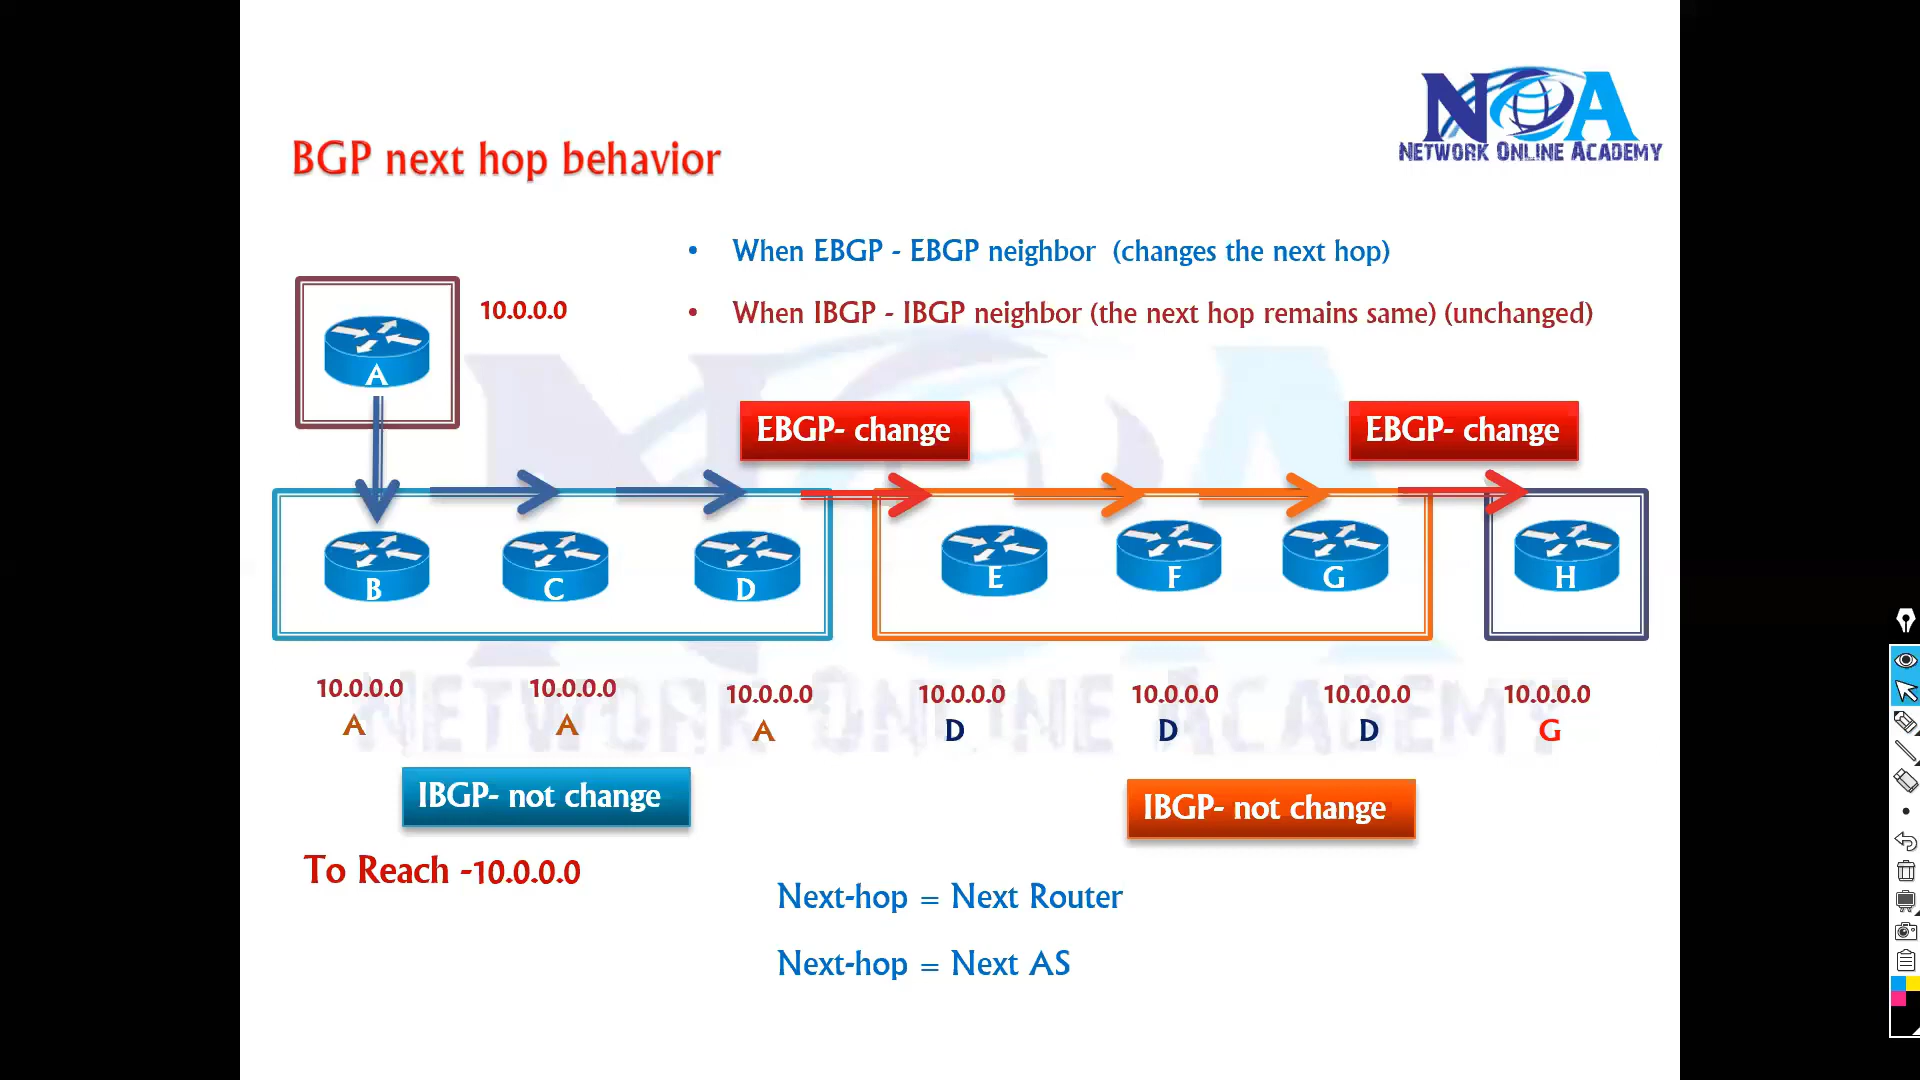 NOA
NETWORK ONLINE ACADEMY
BGP next hop behavior
• When EBGP - EBGP neighbor (changes the next hop)
• When IBGP - IBGP neighbor (the next hop remains same) (unchanged)
10.0.0.0
A
EBGP- change
EBGP- change
B
C
D
E
F
G
H
10.0.0.0
A
10.0.0.0
A
10.0.0.0
A
10.0.0.0
D
10.0.0.0
D
10.0.0.0
D
10.0.0.0
G
NETWORK ONLINE ACADEMY
IBGP- not change
IBGP- not change
To Reach -10.0.0.0
Next-hop = Next Router
Next-hop = Next AS